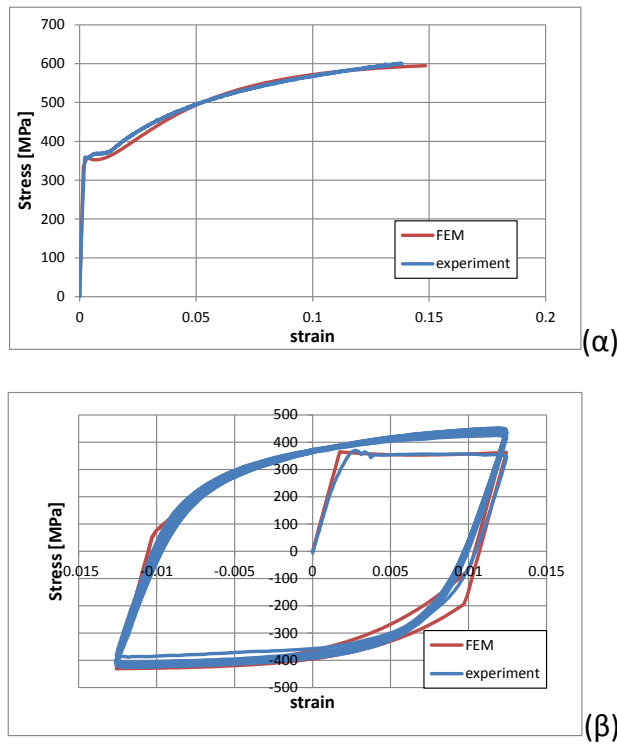 700
600
500
400
300
200
100
0
0 0.05 0.1 0.15 0.2
Stress [MPa]
strain
FEM
experiment
(α)
500
400
300
200
100
0
-100
-200
-300
-400
-500
0.015 -0.01 -0.005 0 0.005 0.01 0.015
Stress [MPa]
strain
FEM
experiment
(β)